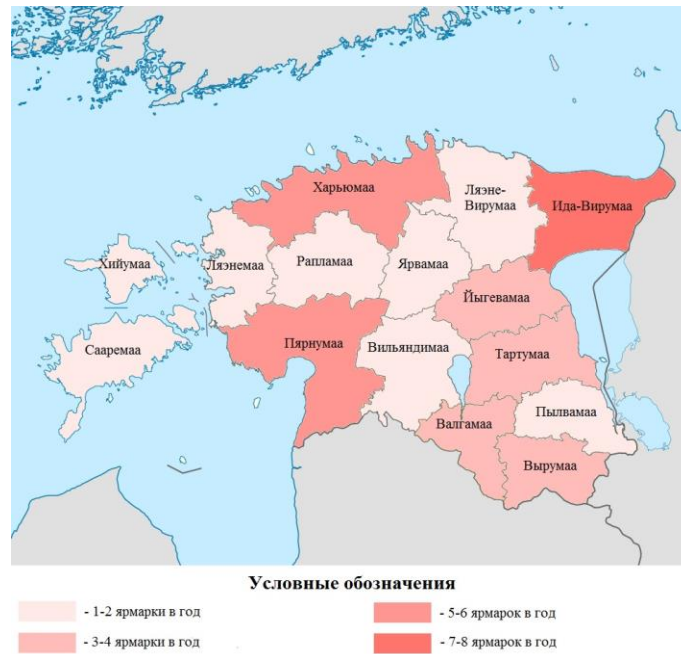 Харьюмаа
Ляэне-
Вирумаа
Ида-Вирумаа
Хийумаа
Ляэнемаа
Рапламаа
Ярвамаа
Йыгевамаа
Сааремаа
Пярнумаа
Вильяндимаа
Тартумаа
Пылвамаа
Валгамаа
Вырумаа
Условные обозначения
- 1-2 ярмарки в год
- 5-6 ярмарок в год
- 3-4 ярмарки в год
- 7-8 ярмарок в год